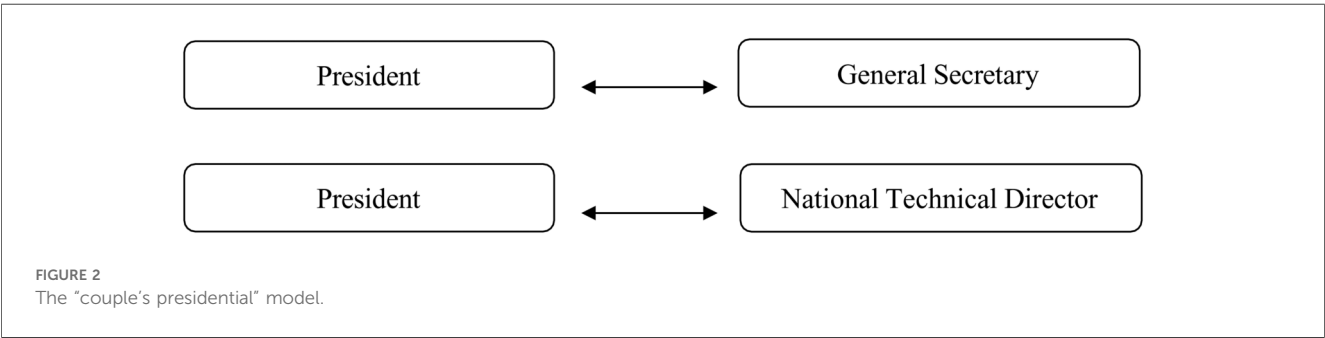 President
General Secretary
President
National Technical Director
FIGURE 2
The “couple’s presidential” model.